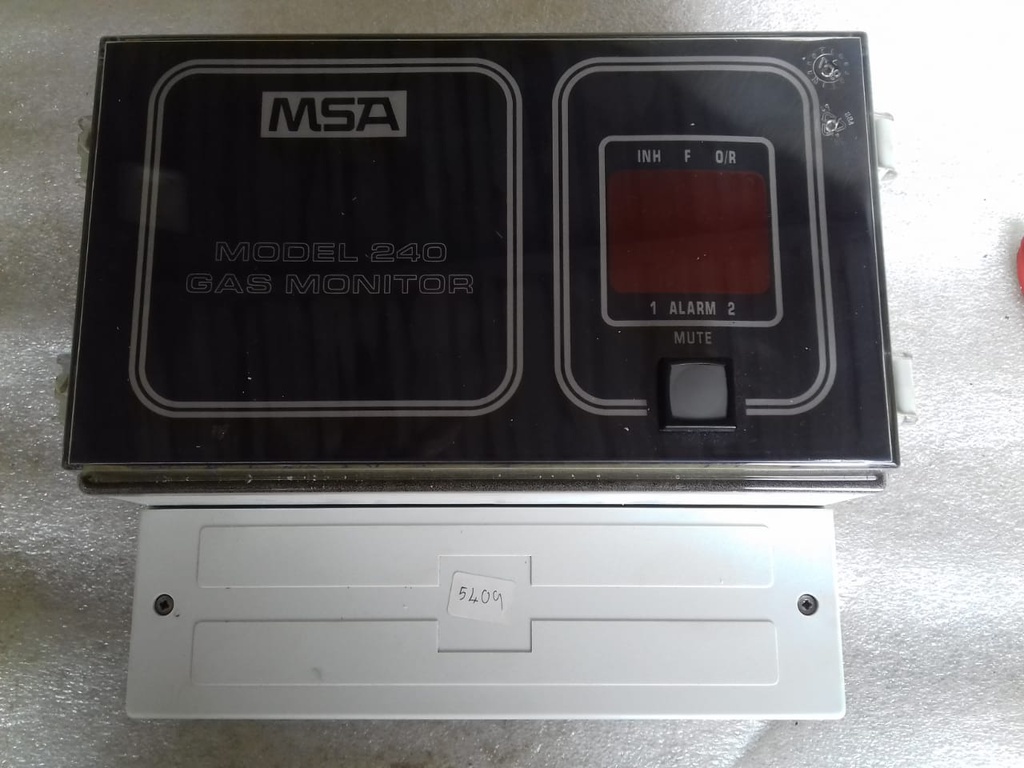 MSA
MODEL 240
GAS MONITOR
INH F O/R
1 ALARM 2
MUTE
5409